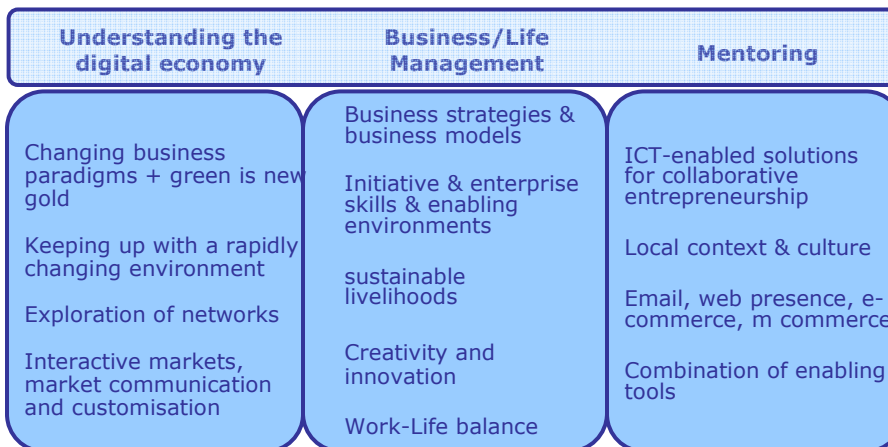 Understanding the
digital economy
Business/Life
Management
Mentoring
Changing business
paradigms + green is new
gold
Keeping up with a rapidly
changing environment
Exploration of networks
Interactive markets,
market communication
and customisation
Business strategies &
business models
Initiative & enterprise
skills & enabling
environments
sustainable
livelihoods
Creativity and
innovation
Work-Life balance
ICT-enabled solutions
for collaborative
entrepreneurship
Local context & culture
Email, web presence, e-
commerce, m commerce
Combination of enabling
tools